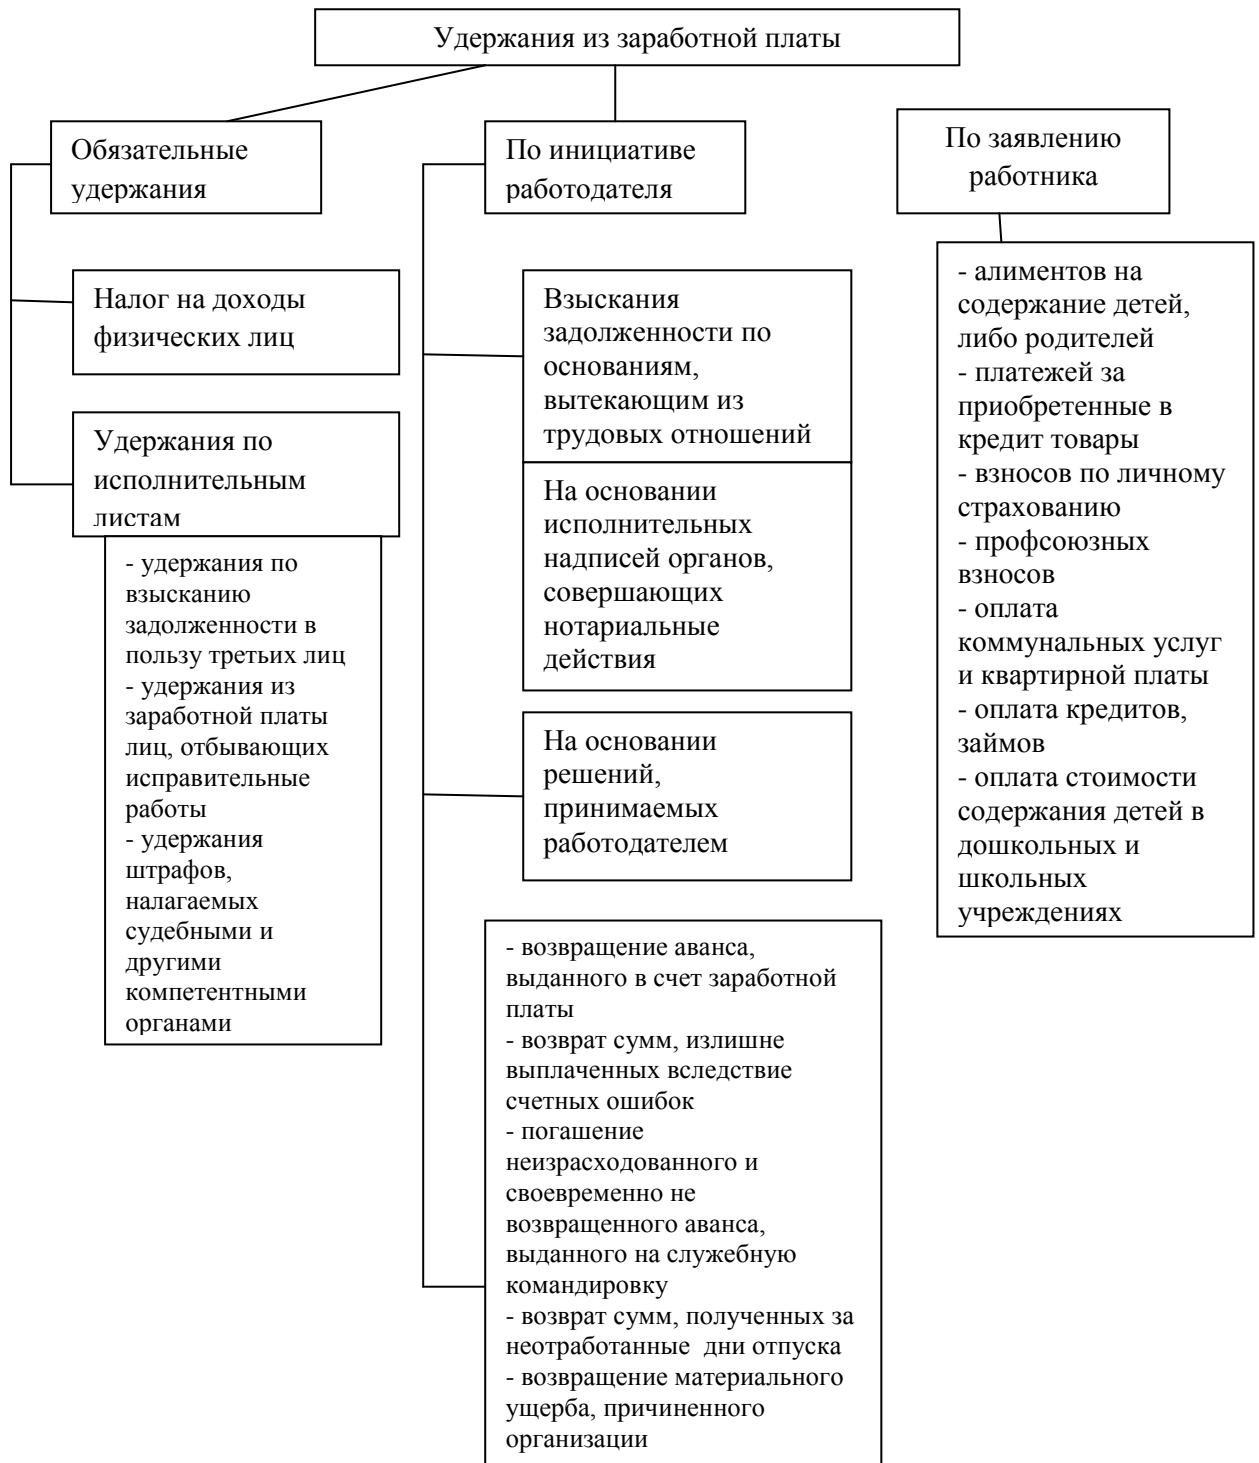 Удержания из заработной платы
Обязательные
удержания
Налог на доходы
физических лиц
Удержания по
исполнительным
листам
- удержания по
взысканию
задолженности в
пользу третьих лиц
- удержания из
заработной платы
лиц, отбывающих
исправительные
работы
- удержания
штрафов,
налагаемых
судебными и
другими
компетентными
органами
По инициативе
работодателя
Взыскания
задолженности по
основаниям,
вытекающим из
трудовых отношений
На основании
исполнительных
надписей органов,
совершающих
нотариальные
действия
На основании
решений,
принимаемых
работодателем
- возвращение аванса,
выданного в счет заработной
платы
- возврат сумм, излишне
выплаченных вследствие
счетных ошибок
- погашение
неизрасходованного и
своевременно не
возвращенного аванса,
выданного на служебную
командировку
- возврат сумм, полученных за
неотработанные дни отпуска
- возвращение материального
ущерба, причиненного
организации
По заявлению
работника
- алиментов на
содержание детей,
либо родителей
- платежей за
приобретенные в
кредит товары
- взносов по личному
страхованию
- профсоюзных
взносов
- оплата
коммунальных услуг
и квартирной платы
- оплата кредитов,
займов
- оплата стоимости
содержания детей в
дошкольных и
школьных
учреждениях